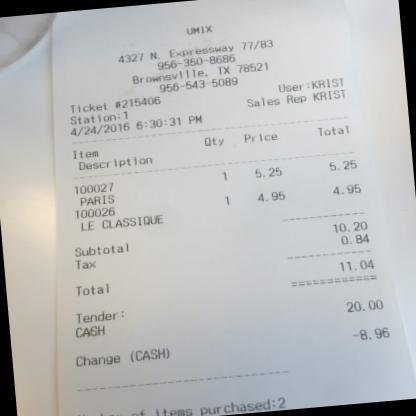 UMIX
4327 N. Expressway 77/83
956-350-8686
Brownsville, TX 78521
956-543-5089
Ticket #215406 User:KRIST
Station:1 Sales Rep KRIST
4/24/2016 6:30:31 PM
Item Qty Price Total
Description
100027 1 5.25 5.25
PARIS
100026 1 4.95 4.95
LE CLASSIQUE
Subtotal 10.20
Tax 0.84
Total 11.04
Tender:
CASH 20.00
Change (CASH) -8.96
of items purchased:2